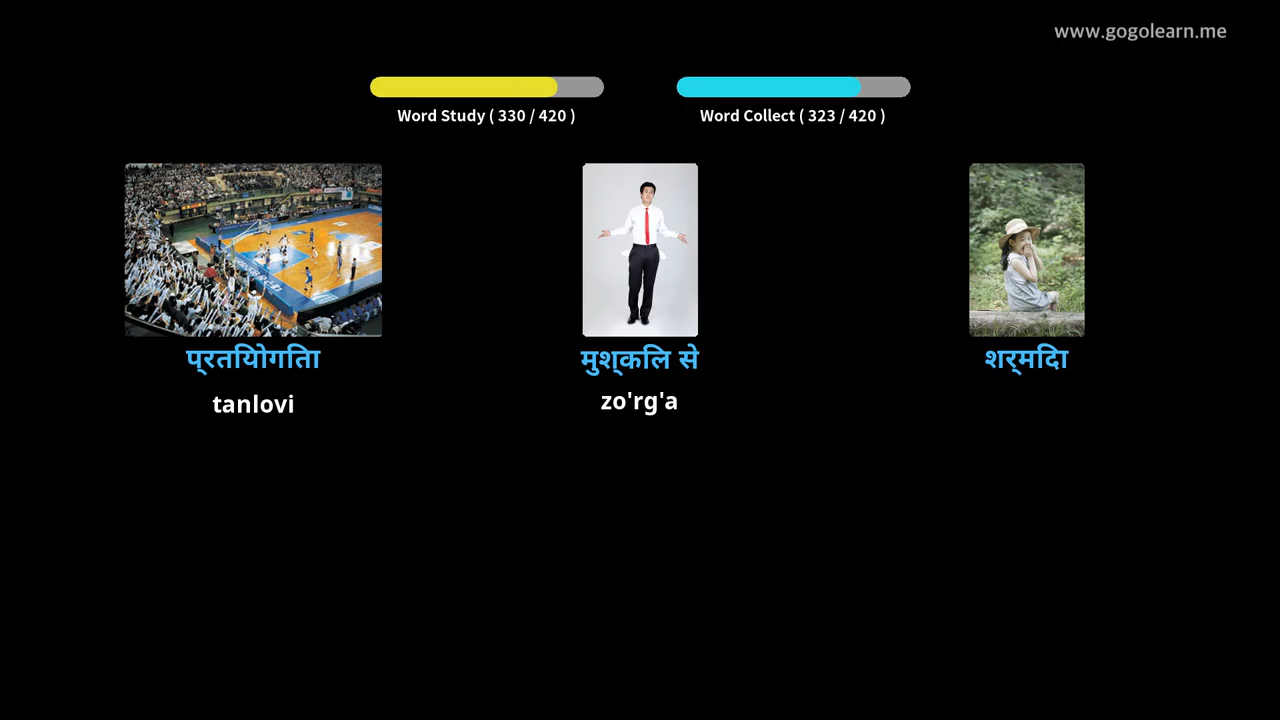 www.gogolearn.me
Word Study ( 330 / 420 )
Word Collect ( 323 / 420 )
प्रतियोगिता
मुश्किल से
शर्मिदा
tanlovi
zo'rg'a